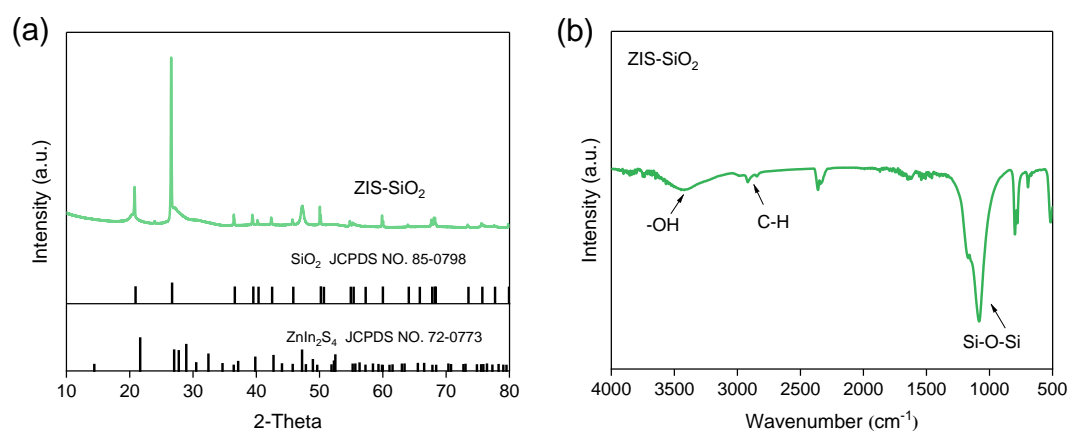 (a)
Intensity (a.u.)
ZIS-SiO₂
SiO₂ JCPDS NO. 85-0798
ZnIn₂S₄ JCPDS NO. 72-0773
10 20 30 40 50 60 70 80
2-Theta
(b)
Intensity (a.u.)
ZIS-SiO₂
-OH
C-H
Si-O-Si
4000 3500 3000 2500 2000 1500 1000 500
Wavenumber (cm⁻¹)